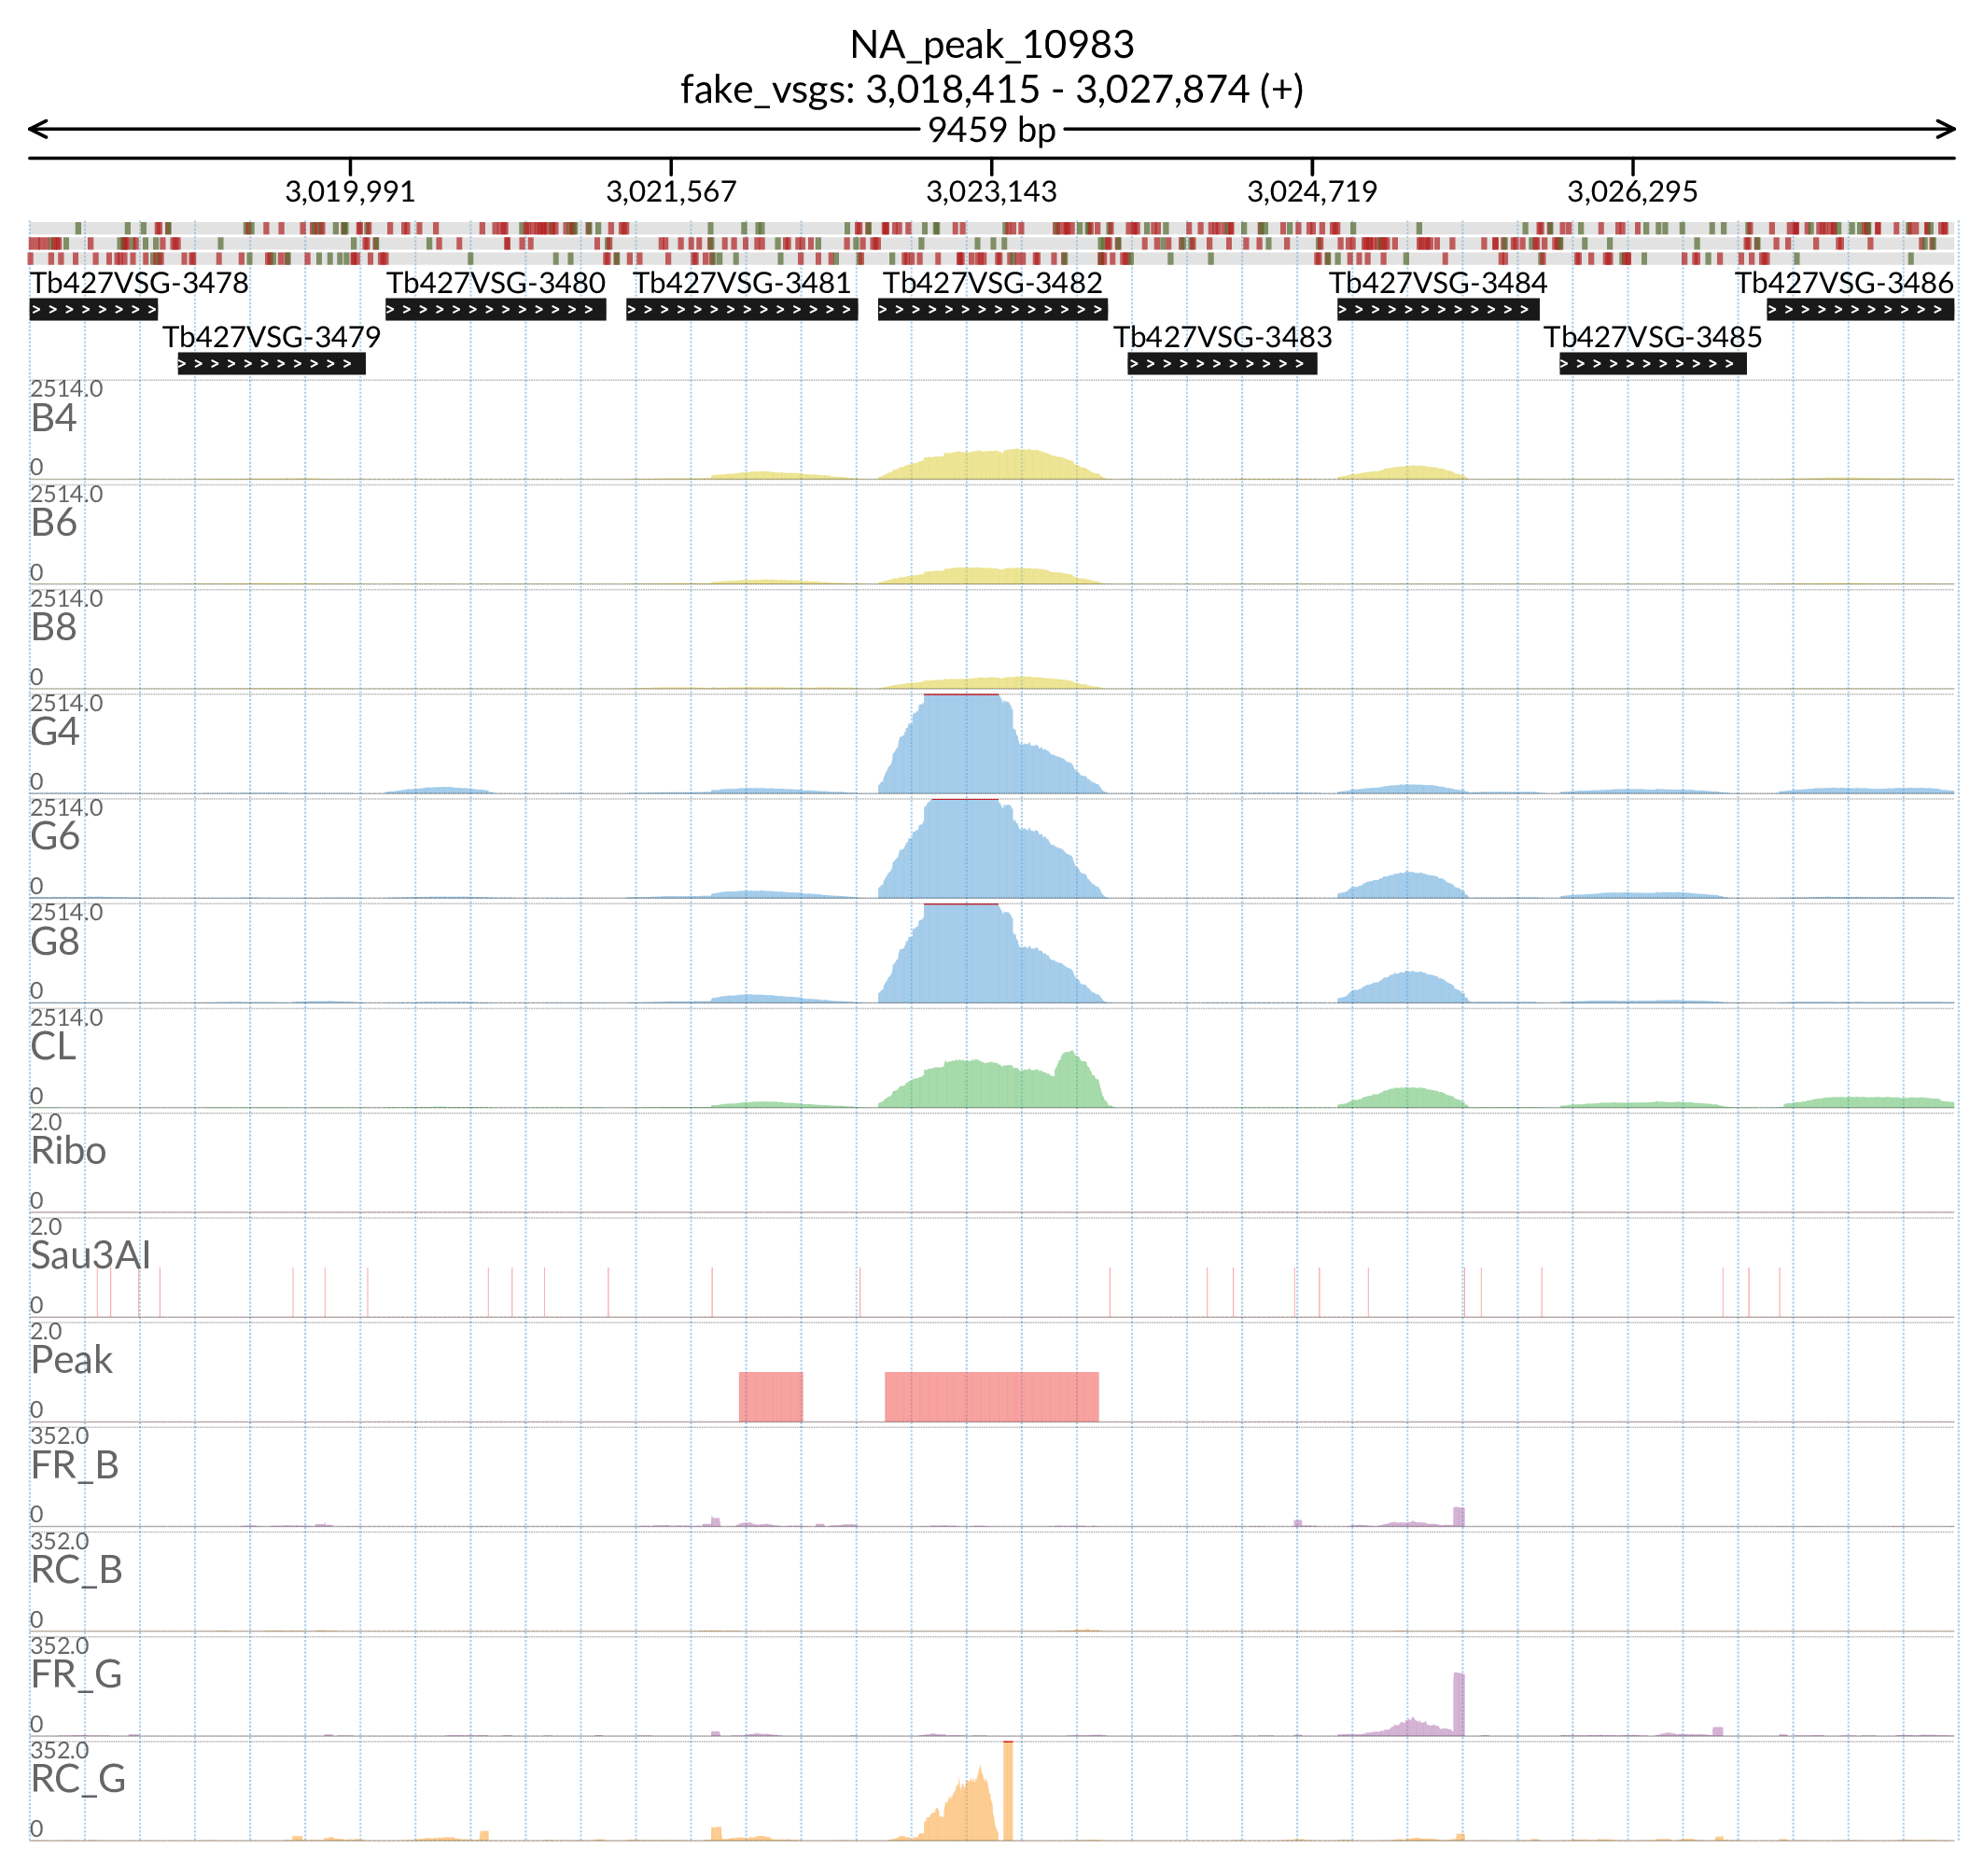 NA_peak_10983
fake_vsgs: 3,018,415 - 3,027,874 (+)
9459 bp
3,019,991 3,021,567 3,023,143 3,024,719 3,026,295
Tb427VSG-3478 Tb427VSG-3480 Tb427VSG-3481 Tb427VSG-3482 Tb427VSG-3484 Tb427VSG-3486
Tb427VSG-3479 Tb427VSG-3483 Tb427VSG-3485
2514.0
B4
0
2514.0
B6
0
2514.0
B8
0
2514.0
G4
0
2514.0
G6
0
2514.0
G8
0
2514.0
CL
0
2.0
Ribo
0
2.0
Sau3AI
0
2.0
Peak
0
352.0
FR_B
0
352.0
RC_B
0
352.0
FR_G
0
352.0
RC_G
0